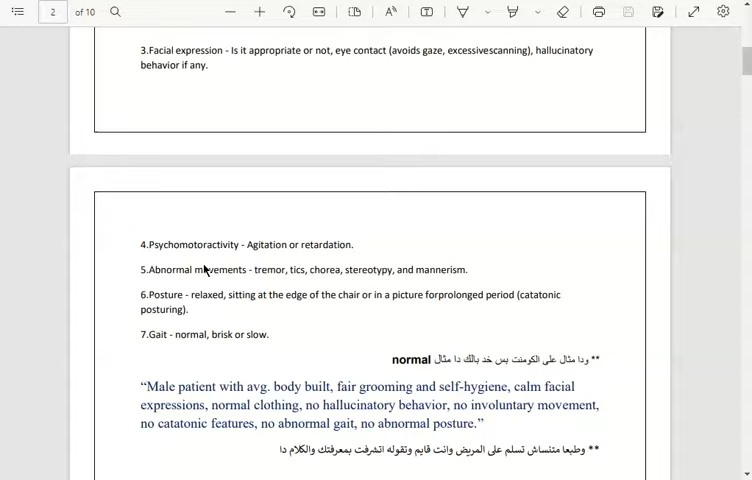 2 of 10
3.Facial expression - Is it appropriate or not, eye contact (avoids gaze, excessivescanning), hallucinatory
behavior if any.
4.Psychomotoractivity - Agitation or retardation.
5.Abnormal movements - tremor, tics, chorea, stereotypy, and mannerism.
6.Posture - relaxed, sitting at the edge of the chair or in a picture forprolonged period (catatonic
posturing).
7.Gait - normal, brisk or slow.
** ودا مثال على الكومنت بس خد بالك دا مثال normal
“Male patient with avg. body built, fair grooming and self-hygiene, calm facial
expressions, normal clothing, no hallucinatory behavior, no involuntary movement,
no catatonic features, no abnormal gait, no abnormal posture.”
** وطبعا متنساش تسلم على المريض وانت قايم وتقوله اتشرفت بمعرفتك والكلام دا